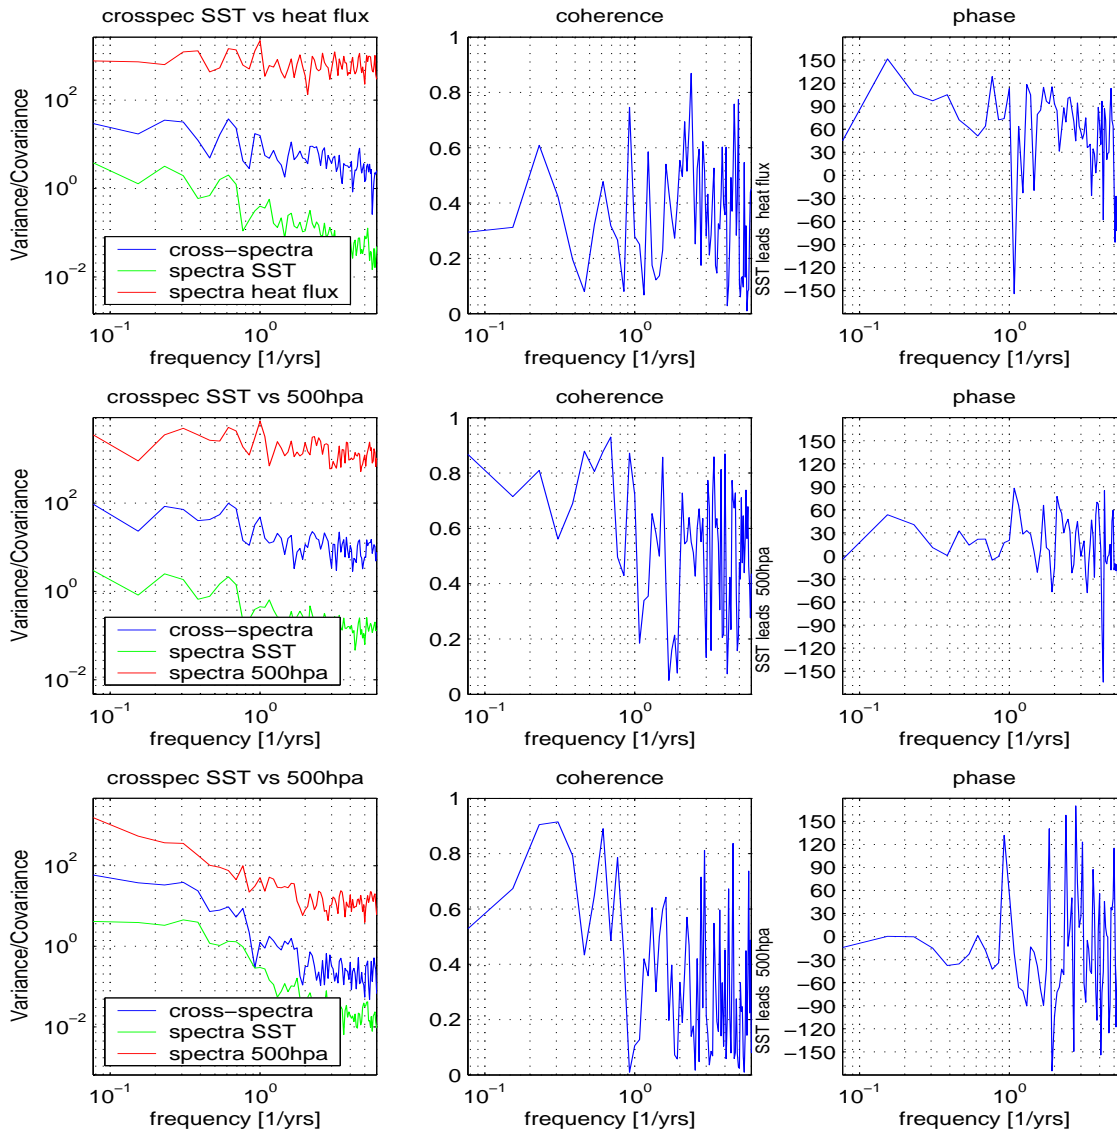 crosspec SST vs heat flux
coherence
phase
Variance/Covariance
10^2
10^0
10^−2
cross−spectra
spectra SST
spectra heat flux
10^−1
10^0
frequency [1/yrs]
1
0.8
0.6
0.4
0.2
0
10^−1
10^0
frequency [1/yrs]
SST leads heat flux
150
120
90
60
30
0
−30
−60
−90
−120
−150
10^−1
10^0
frequency [1/yrs]
crosspec SST vs 500hpa
coherence
phase
Variance/Covariance
10^2
10^0
10^−2
cross−spectra
spectra SST
spectra 500hpa
10^−1
10^0
frequency [1/yrs]
1
0.8
0.6
0.4
0.2
0
10^−1
10^0
frequency [1/yrs]
SST leads 500hpa
150
120
90
60
30
0
−30
−60
−90
−120
−150
10^−1
10^0
frequency [1/yrs]
crosspec SST vs 500hpa
coherence
phase
Variance/Covariance
10^2
10^0
10^−2
cross−spectra
spectra SST
spectra 500hpa
10^−1
10^0
frequency [1/yrs]
1
0.8
0.6
0.4
0.2
0
10^−1
10^0
frequency [1/yrs]
SST leads 500hpa
150
120
90
60
30
0
−30
−60
−90
−120
−150
10^−1
10^0
frequency [1/yrs]